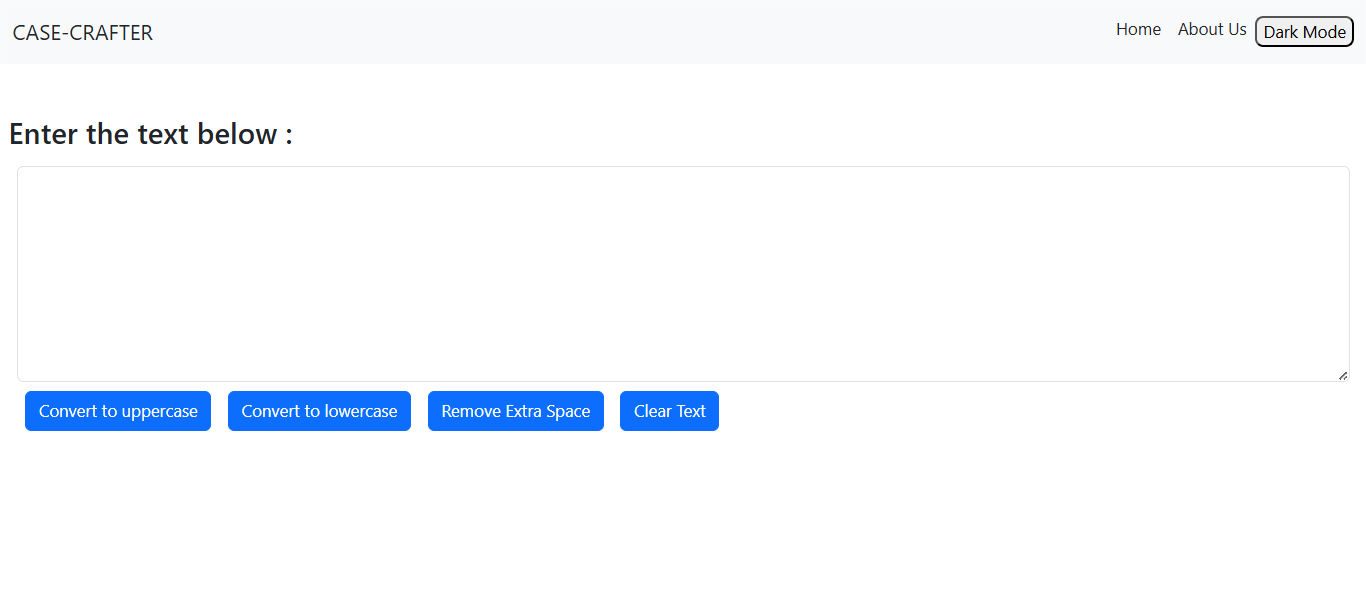 CASE-CRAFTER Home About Us Dark Mode
Enter the text below :
Convert to uppercase Convert to lowercase Remove Extra Space Clear Text